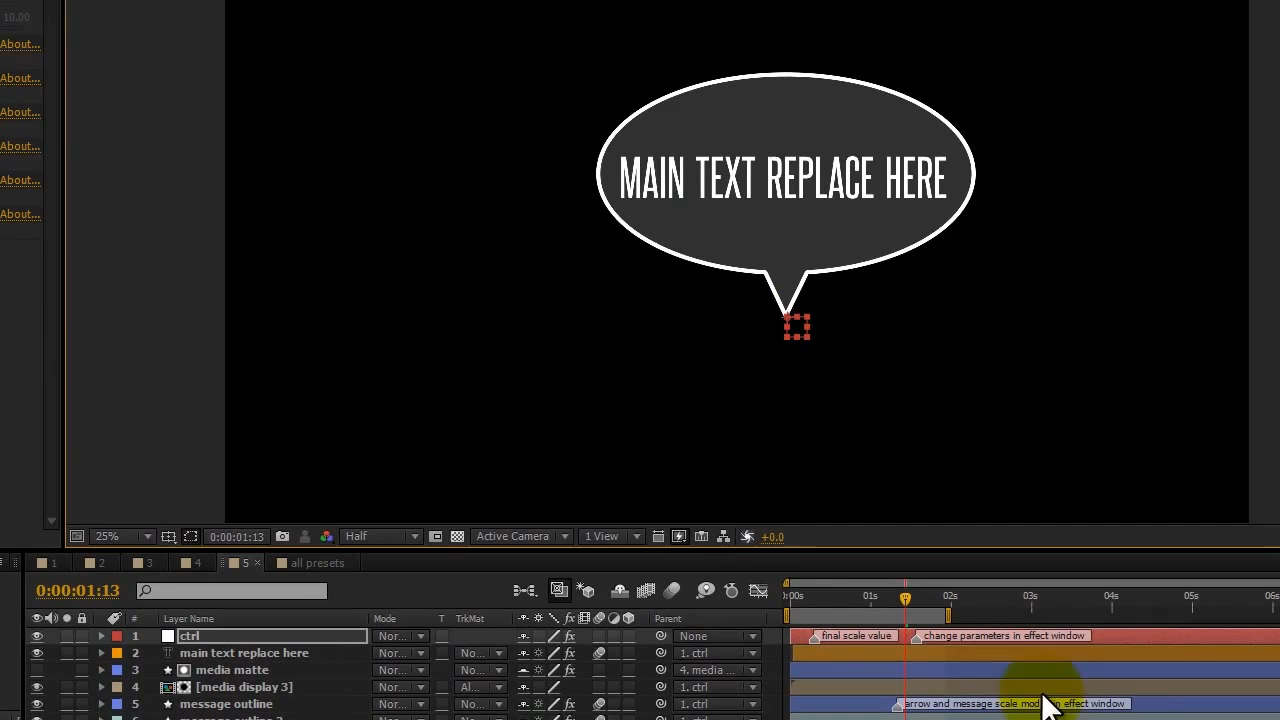 10.00
About...
About...
About...
About...
About...
About...
MAIN TEXT REPLACE HERE
25%
0:00:01:13
Half
Active Camera
1 View
+0.0
1
2
3
4
5
all presets
0:00:01:13
:00s 01s 02s 03s 04s 05s 06s
# Layer Name Mode T TrkMat Parent
1 ctrl Nor... None final scale value change parameters in effect window
2 main text replace here Nor... No... 1. ctrl
3 media matte Nor... No... 4. media ...
4 [media display 3] Nor... Al... 1. ctrl
5 message outline Nor... No... 1. ctrl arrow and message scale in effect window